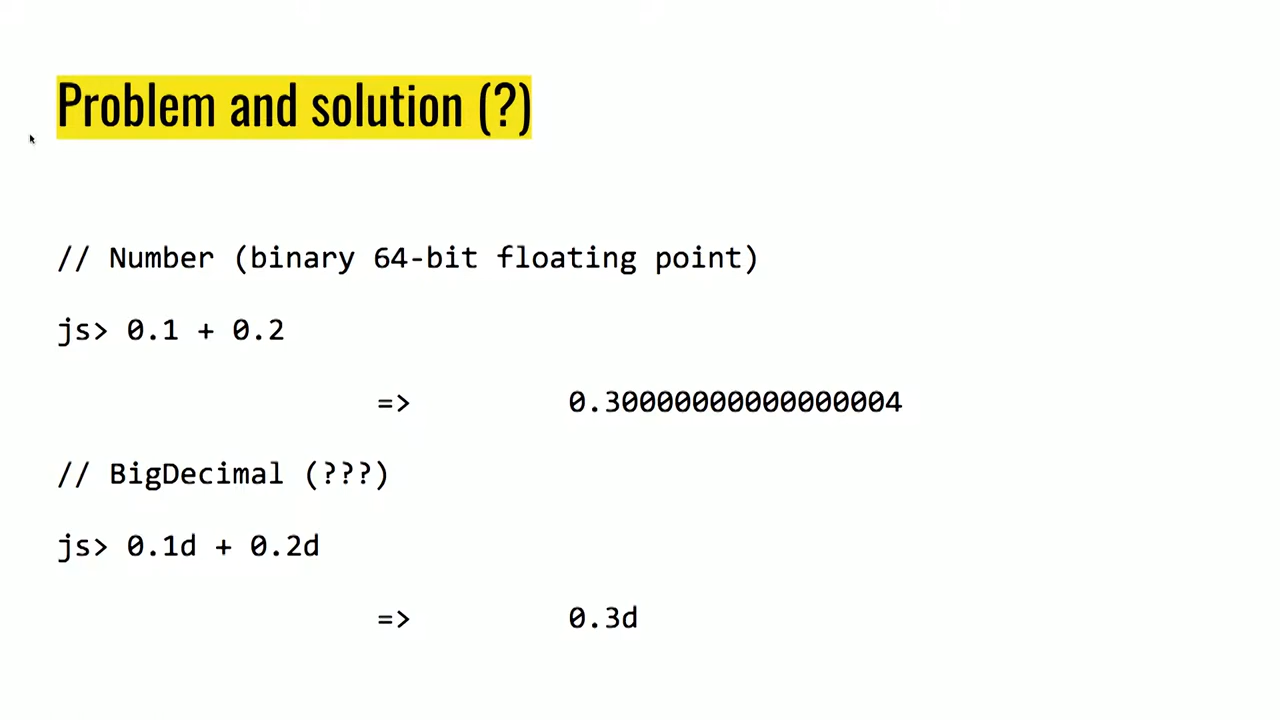 Problem and solution (?)
// Number (binary 64-bit floating point)
js> 0.1 + 0.2
=> 0.30000000000000004
// BigDecimal (???)
js> 0.1d + 0.2d
=> 0.3d